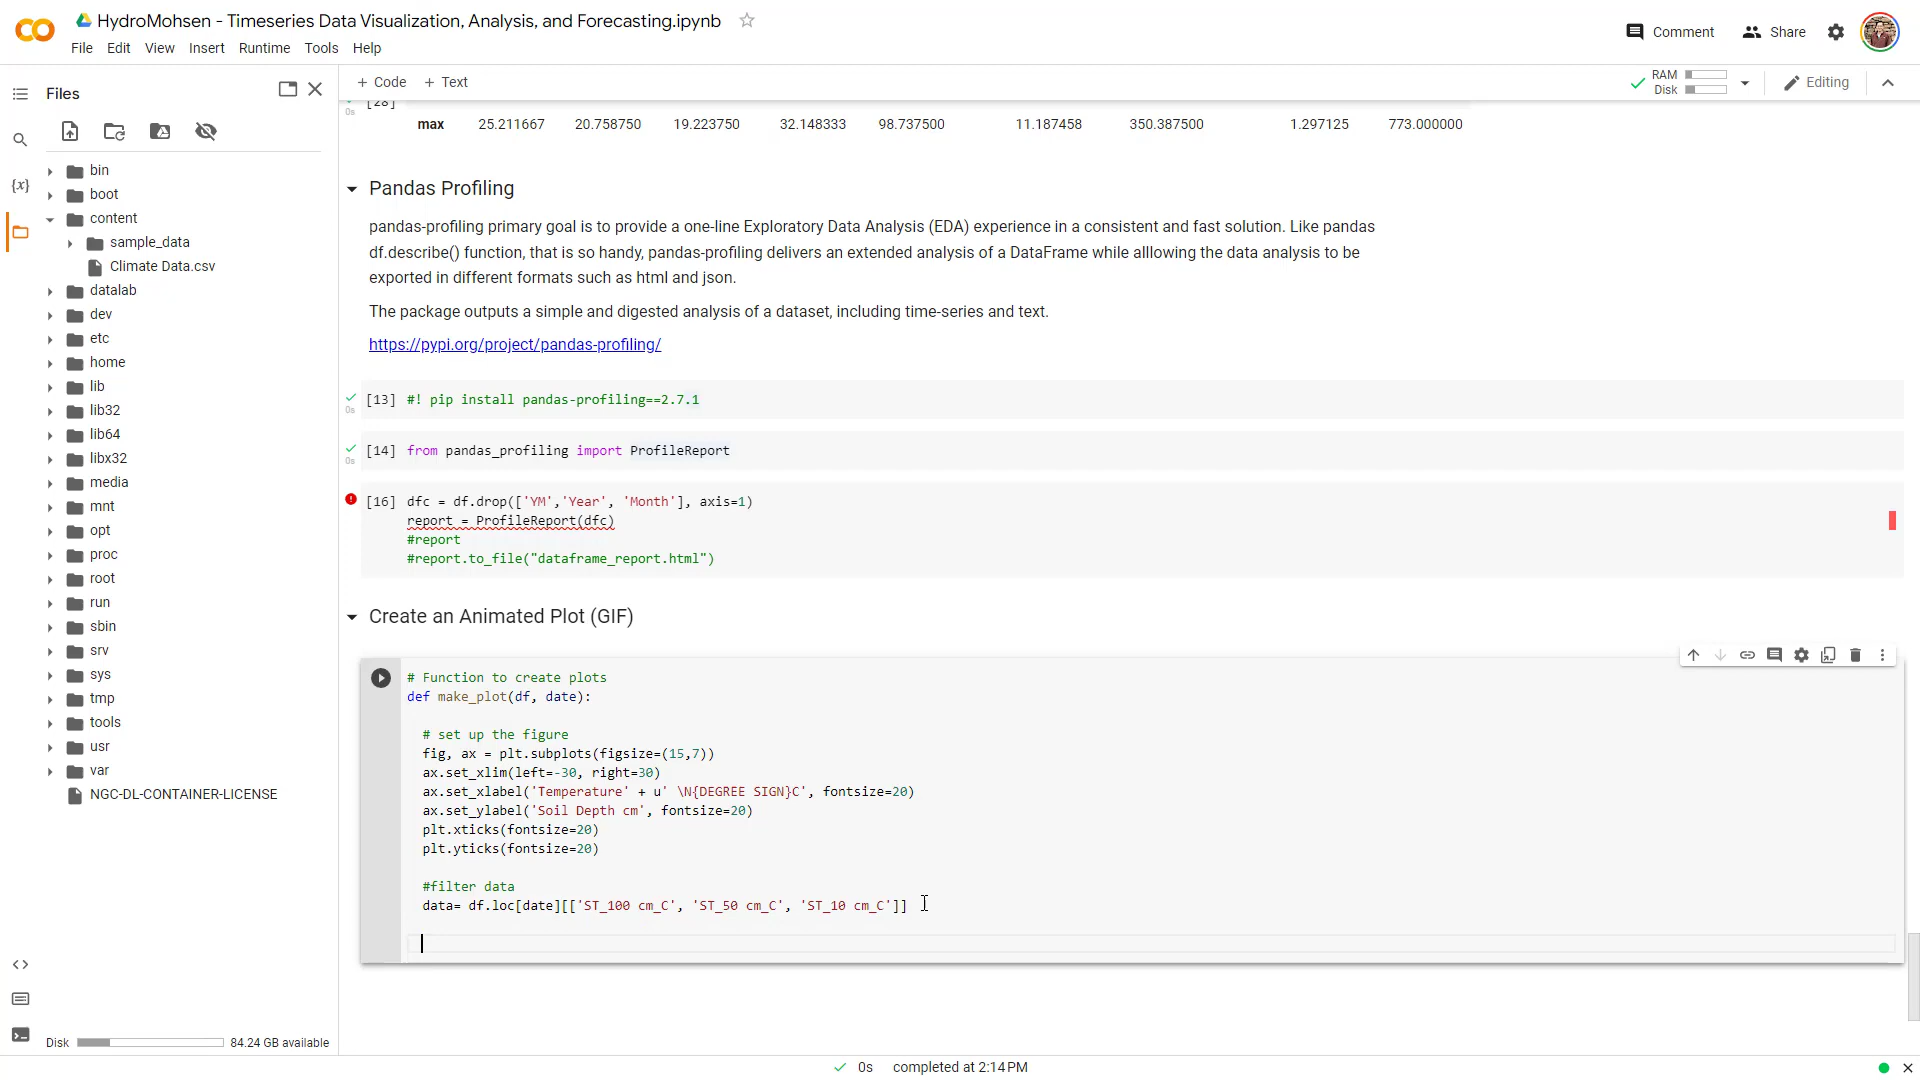 HydroMohsen - Timeseries Data Visualization, Analysis, and Forecasting.ipynb
File Edit View Insert Runtime Tools Help
Comment Share
Files
+ Code + Text
RAM
Disk
Editing
[28]
0s
max 25.211667 20.758750 19.223750 32.148333 98.737500 11.187458 350.387500 1.297125 773.000000
bin
boot
content
sample_data
Climate Data.csv
datalab
dev
etc
home
lib
lib32
lib64
libx32
media
mnt
opt
proc
root
run
sbin
srv
sys
tmp
tools
usr
var
NGC-DL-CONTAINER-LICENSE
Disk 84.24 GB available
Pandas Profiling
pandas-profiling primary goal is to provide a one-line Exploratory Data Analysis (EDA) experience in a consistent and fast solution. Like pandas
df.describe() function, that is so handy, pandas-profiling delivers an extended analysis of a DataFrame while alllowing the data analysis to be
exported in different formats such as html and json.
The package outputs a simple and digested analysis of a dataset, including time-series and text.
https://pypi.org/project/pandas-profiling/
[13] #! pip install pandas-profiling==2.7.1
0s
[14] from pandas_profiling import ProfileReport
0s
[16] dfc = df.drop(['YM','Year', 'Month'], axis=1)
report = ProfileReport(dfc)
#report
#report.to_file("dataframe_report.html")
Create an Animated Plot (GIF)
# Function to create plots
def make_plot(df, date):
# set up the figure
fig, ax = plt.subplots(figsize=(15,7))
ax.set_xlim(left=-30, right=30)
ax.set_xlabel('Temperature' + u' \N{DEGREE SIGN}C', fontsize=20)
ax.set_ylabel('Soil Depth cm', fontsize=20)
plt.xticks(fontsize=20)
plt.yticks(fontsize=20)
#filter data
data= df.loc[date][['ST_100 cm_C', 'ST_50 cm_C', 'ST_10 cm_C']]
0s completed at 2:14 PM